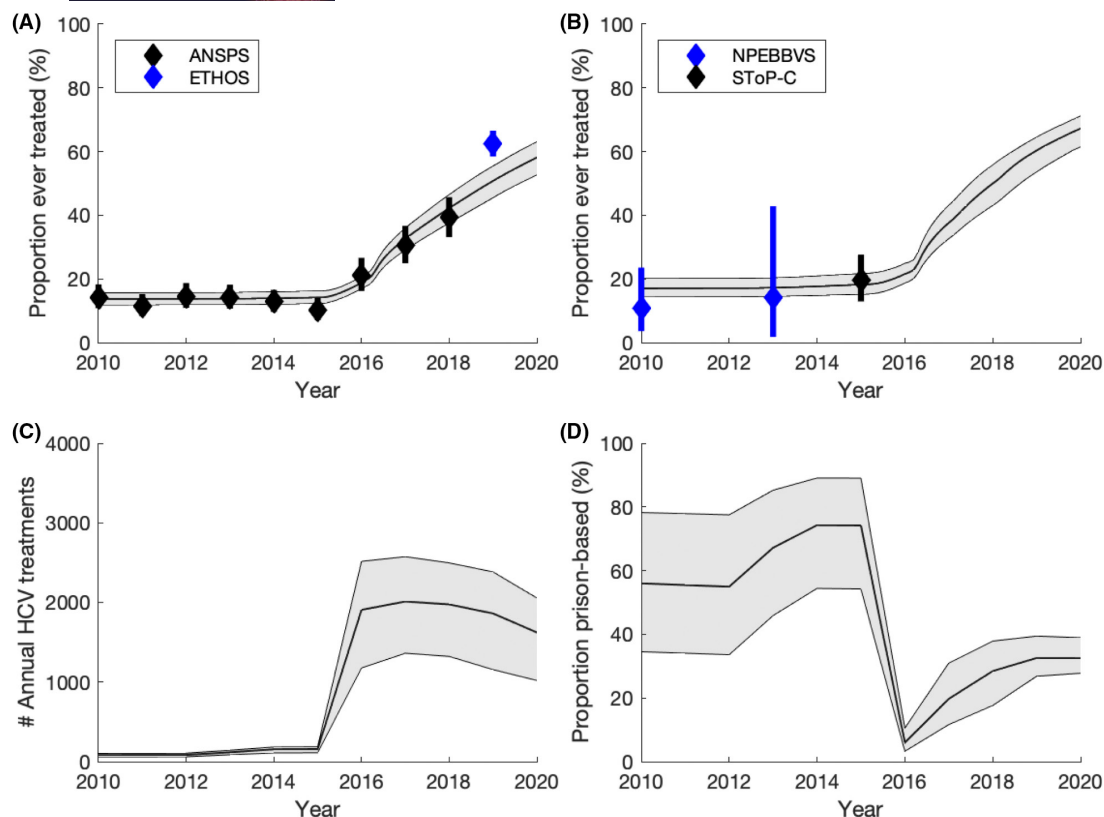 (A)
Proportion ever treated (%)
100
80
60
40
20
0
ANSPS
ETHOS
2010 2012 2014 2016 2018 2020
Year
(B)
Proportion ever treated (%)
100
80
60
40
20
0
NPEBBVS
SToP-C
2010 2012 2014 2016 2018 2020
Year
(C)
# Annual HCV treatments
4000
3000
2000
1000
0
2010 2012 2014 2016 2018 2020
Year
(D)
Proportion prison-based (%)
100
80
60
40
20
0
2010 2012 2014 2016 2018 2020
Year